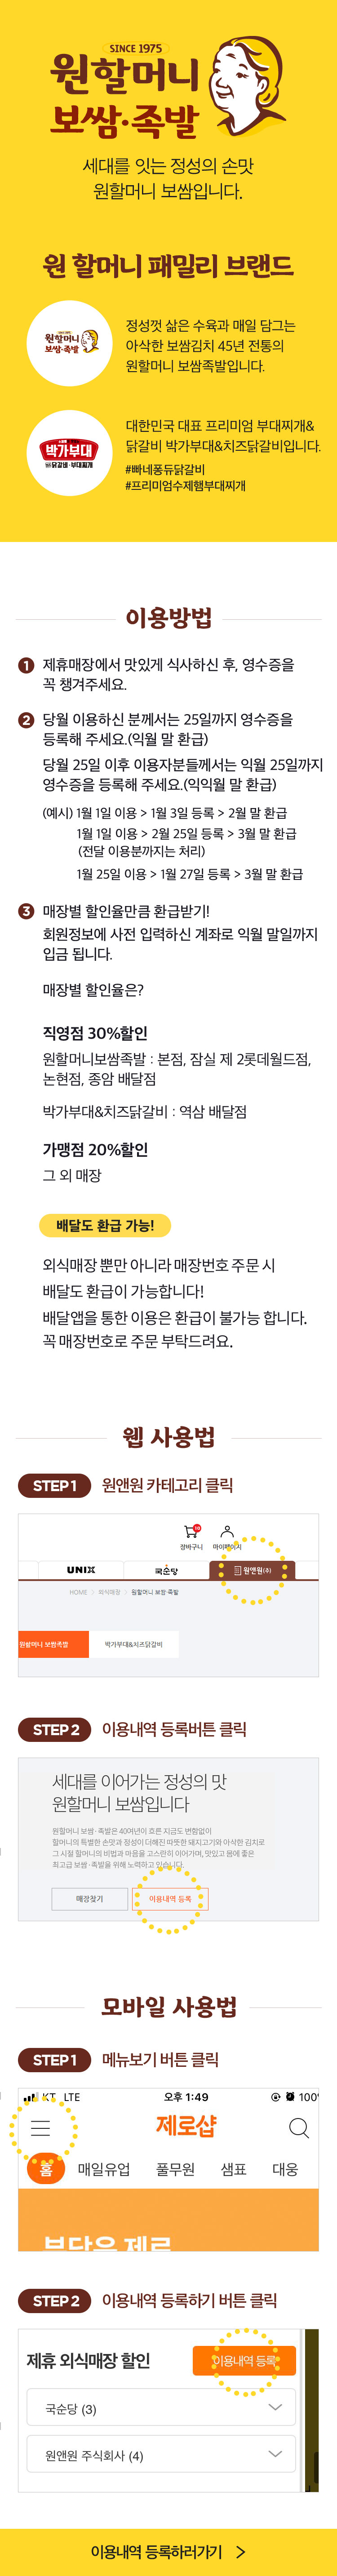 SINCE 1975
원할머니
보쌈·족발
세대를 잇는 정성의 손맛
원할머니 보쌈입니다.
원 할머니 패밀리 브랜드
원할머니
보쌈·족발
정성껏 삶은 수육과 매일 담그는
아삭한 보쌈김치 45년 전통의
원할머니 보쌈족발입니다.
박가부대
닭갈비·부대찌개
대한민국 대표 프리미엄 부대찌개&
닭갈비 박가부대&치즈닭갈비입니다.
#빠네퐁듀닭갈비
#프리미엄수제햄부대찌개
이용방법
1 제휴매장에서 맛있게 식사하신 후, 영수증을
꼭 챙겨주세요.
2 당월 이용하신 분께서는 25일까지 영수증을
등록해 주세요.(익월 말 환급)
당월 25일 이후 이용자분들께서는 익월 25일까지
영수증을 등록해 주세요.(익익월 말 환급)
(예시) 1월 1일 이용 > 1월 3일 등록 > 2월 말 환급
1월 1일 이용 > 2월 25일 등록 > 3월 말 환급
(전달 이용분까지는 처리)
1월 25일 이용 > 1월 27일 등록 > 3월 말 환급
3 매장별 할인율만큼 환급받기!
회원정보에 사전 입력하신 계좌로 익월 말일까지
입금 됩니다.
매장별 할인율은?
직영점 30%할인
원할머니보쌈족발 : 본점, 잠실 제 2롯데월드점,
논현점, 종암 배달점
박가부대&치즈닭갈비 : 역삼 배달점
가맹점 20%할인
그 외 매장
배달도 환급 가능!
외식매장 뿐만 아니라 매장번호 주문 시
배달도 환급이 가능합니다!
배달앱을 통한 이용은 환급이 불가능 합니다.
꼭 매장번호로 주문 부탁드려요.
웹 사용법
STEP 1 원앤원 카테고리 클릭
장바구니 마이페이지
UNIX 국순당 원앤원(주)
HOME > 외식매장 > 원할머니 보쌈·족발
원할머니 보쌈족발 박가부대&치즈닭갈비
STEP 2 이용내역 등록버튼 클릭
세대를 이어가는 정성의 맛
원할머니 보쌈입니다
원할머니 보쌈·족발은 40여년이 흐른 지금도 변함없이
할머니의 특별한 손맛과 정성이 더해진 따뜻한 돼지고기와 아삭한 김치로
그 시절 할머니의 비법과 마음을 고스란히 이어가며, 맛있고 몸에 좋은
최고급 보쌈·족발을 위해 노력하고 있습니다.
매장찾기 이용내역 등록
모바일 사용법
STEP 1 메뉴보기 버튼 클릭
KT LTE 오후 1:49 100
제로샵
홈 매일유업 풀무원 샘표 대웅
STEP 2 이용내역 등록하기 버튼 클릭
제휴 외식매장 할인 이용내역 등록
국순당 (3)
원앤원 주식회사 (4)
이용내역 등록하러가기 >